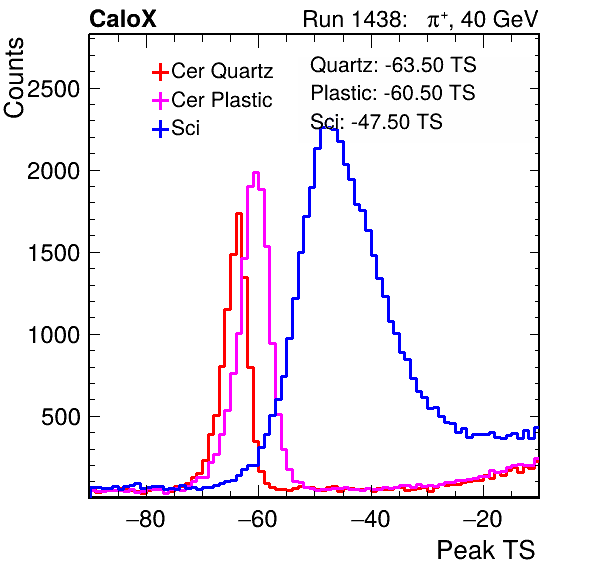 CaloX Run 1438: π⁺, 40 GeV
Counts
Cer Quartz
Cer Plastic
Sci
Quartz: -63.50 TS
Plastic: -60.50 TS
Sci: -47.50 TS
2500
2000
1500
1000
500
−80 −60 −40 −20
Peak TS